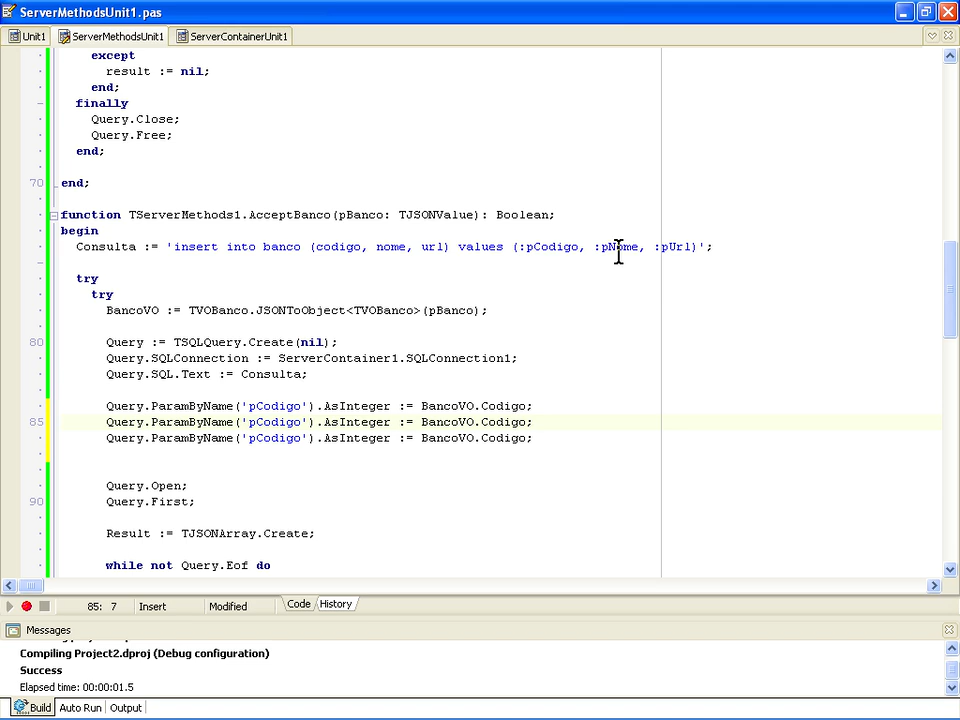 ServerMethodsUnit1.pas
Unit1 ServerMethodsUnit1 ServerContainerUnit1
except
result := nil;
end;
finally
Query.Close;
Query.Free;
end;
70 end;
function TServerMethods1.AcceptBanco(pBanco: TJSONValue): Boolean;
begin
Consulta := 'insert into banco (codigo, nome, url) values (:pCodigo, :pNome, :pUrl)';
try
try
BancoVO := TVOBanco.JSONToObject<TVOBanco>(pBanco);
80 Query := TSQLQuery.Create(nil);
Query.SQLConnection := ServerContainer1.SQLConnection1;
Query.SQL.Text := Consulta;
Query.ParamByName('pCodigo').AsInteger := BancoVO.Codigo;
85 Query.ParamByName('pCodigo').AsInteger := BancoVO.Codigo;
Query.ParamByName('pCodigo').AsInteger := BancoVO.Codigo;
Query.Open;
90 Query.First;
Result := TJSONArray.Create;
while not Query.Eof do
85: 7 Insert Modified Code History
Messages
Compiling Project2.dproj (Debug configuration)
Success
Elapsed time: 00:00:01.5
Build Auto Run Output